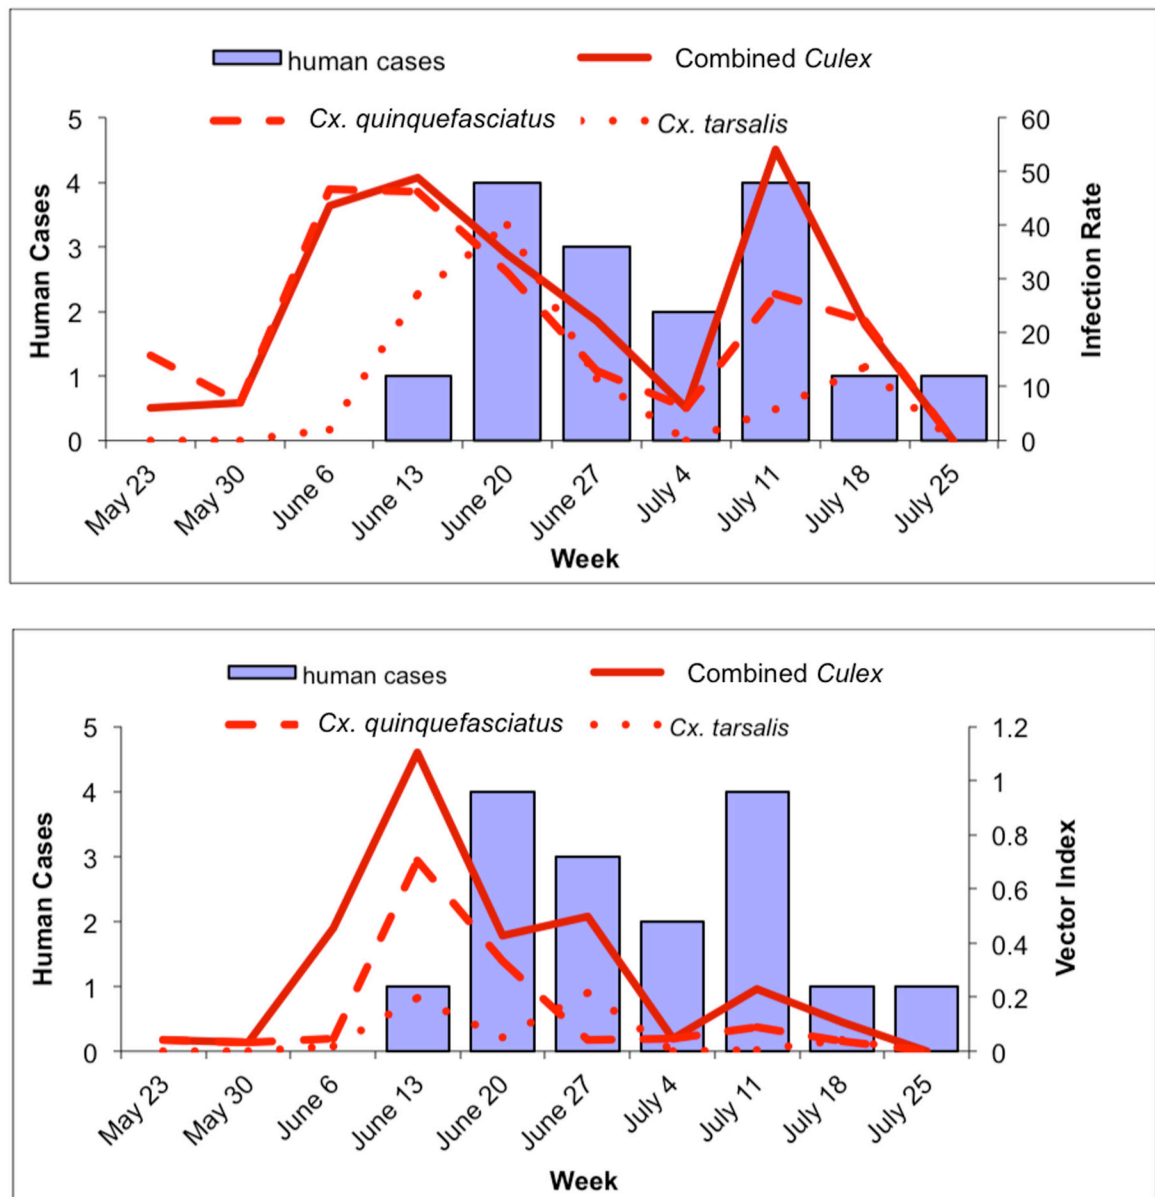 human cases Combined Culex
Cx. quinquefasciatus Cx. tarsalis
5 60
50
4
40
3
30
2
20
1
10
0 0
Human Cases
Infection Rate
May 23 May 30 June 6 June 13 June 20 June 27 July 4 July 11 July 18 July 25
Week
human cases Combined Culex
Cx. quinquefasciatus Cx. tarsalis
5 1.2
1
4
0.8
3
0.6
2
0.4
1
0.2
0 0
Human Cases
Vector Index
May 23 May 30 June 6 June 13 June 20 June 27 July 4 July 11 July 18 July 25
Week